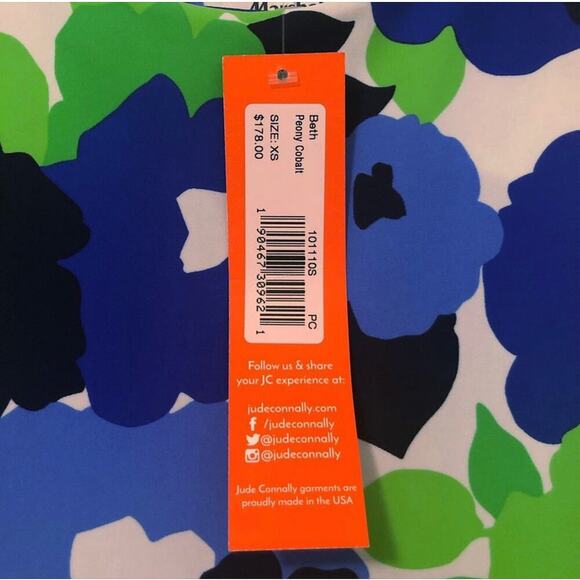 Beth
Peony Cobalt
SIZE: XS
$178.00
101110S
PC
1 90467 30962 1
Follow us & share
your JC experience at:
judeconnally.com
f /judeconnally
@judeconnally
@judeconnally
Jude Connally garments are
proudly made in the USA